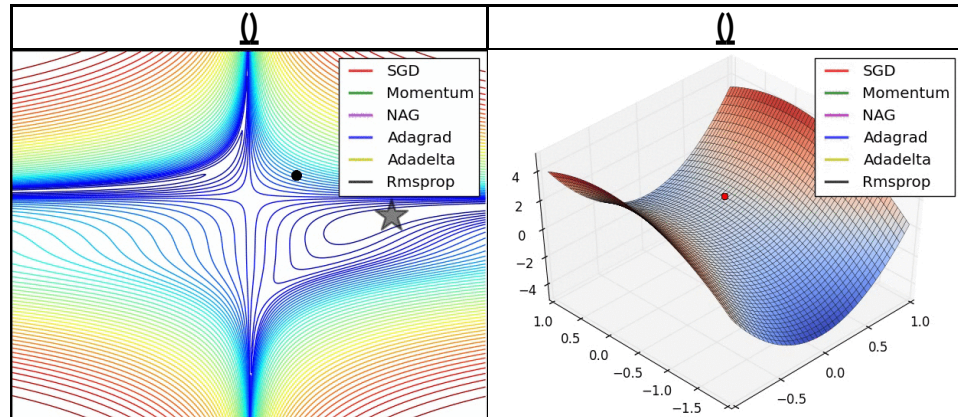 ()
()
SGD
Momentum
NAG
Adagrad
Adadelta
Rmsprop
SGD
Momentum
NAG
Adagrad
Adadelta
Rmsprop
4
2
0
−2
−4
1.0
0.5
0.0
−0.5
−1.0
−1.5
−0.5
0.0
0.5
1.0